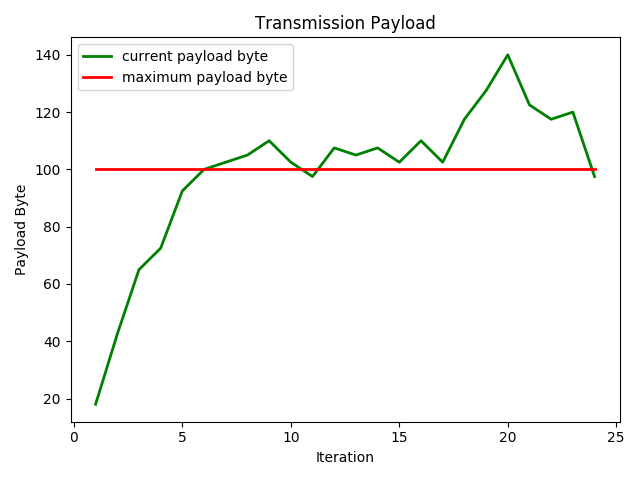 Transmission Payload
current payload byte
maximum payload byte
140
120
100
80
60
40
20
Payload Byte
0
5
10
15
20
25
Iteration